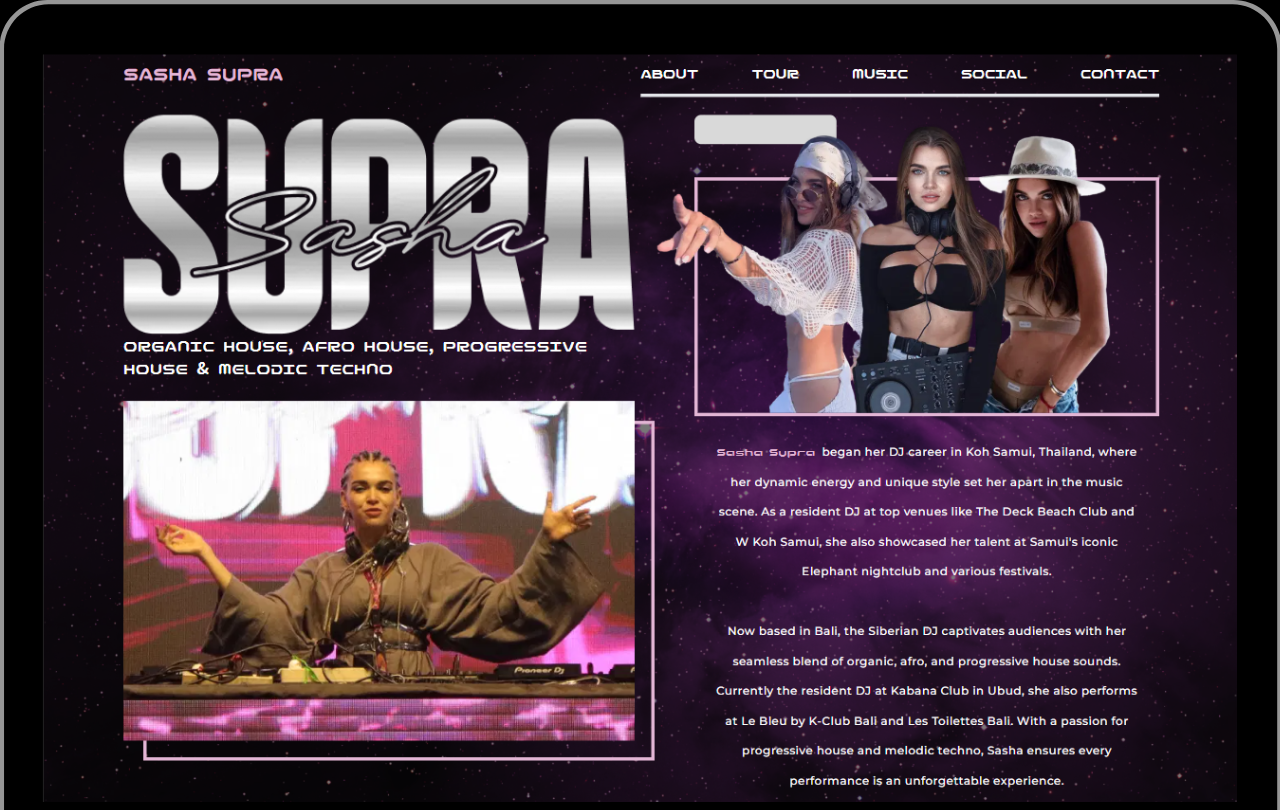 SASHA SUPRA
ABOUT TOUR MUSIC SOCIAL CONTACT
SUPRA
Sasha
ORGANIC HOUSE, AFRO HOUSE, PROGRESSIVE
HOUSE & MELODIC TECHNO
Pioneer Dj
Sasha Supra began her DJ career in Koh Samui, Thailand, where
her dynamic energy and unique style set her apart in the music
scene. As a resident DJ at top venues like The Deck Beach Club and
W Koh Samui, she also showcased her talent at Samui's iconic
Elephant nightclub and various festivals.
Now based in Bali, the Siberian DJ captivates audiences with her
seamless blend of organic, afro, and progressive house sounds.
Currently the resident DJ at Kabana Club in Ubud, she also performs
at Le Bleu by K-Club Bali and Les Toilettes Bali. With a passion for
progressive house and melodic techno, Sasha ensures every
performance is an unforgettable experience.